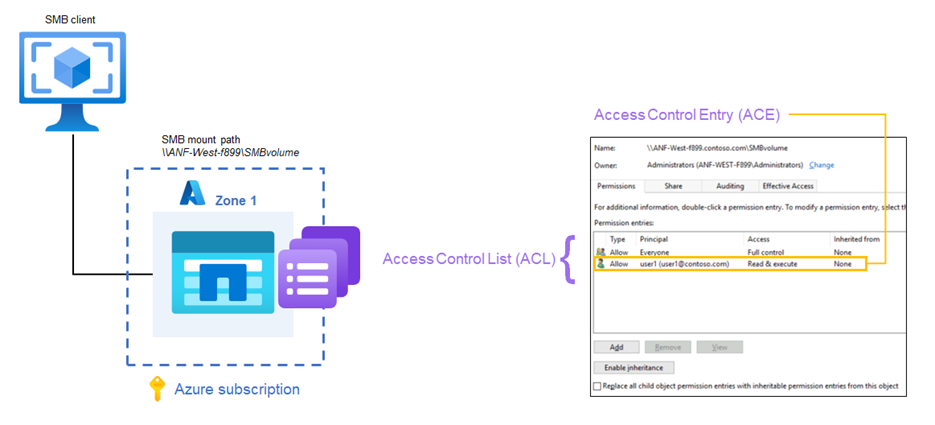 SMB client
SMB mount path
\\ANF-West-f899\SMBvolume
Zone 1
Azure subscription
Access Control List (ACL)
Access Control Entry (ACE)
Name: \\ANF-West-f899.contoso.com\SMBvolume
Owner: Administrators (ANF-WEST-F899\Administrators) Change
Permissions Share Auditing Effective Access
For additional information, double-click a permission entry. To modify a permission entry, select th
Permission entries:
Type Principal Access Inherited from
Allow Everyone Full control None
Allow user1 (user1@contoso.com) Read & execute None
Add Remove View
Enable inheritance
Replace all child object permission entries with inheritable permission entries from this object